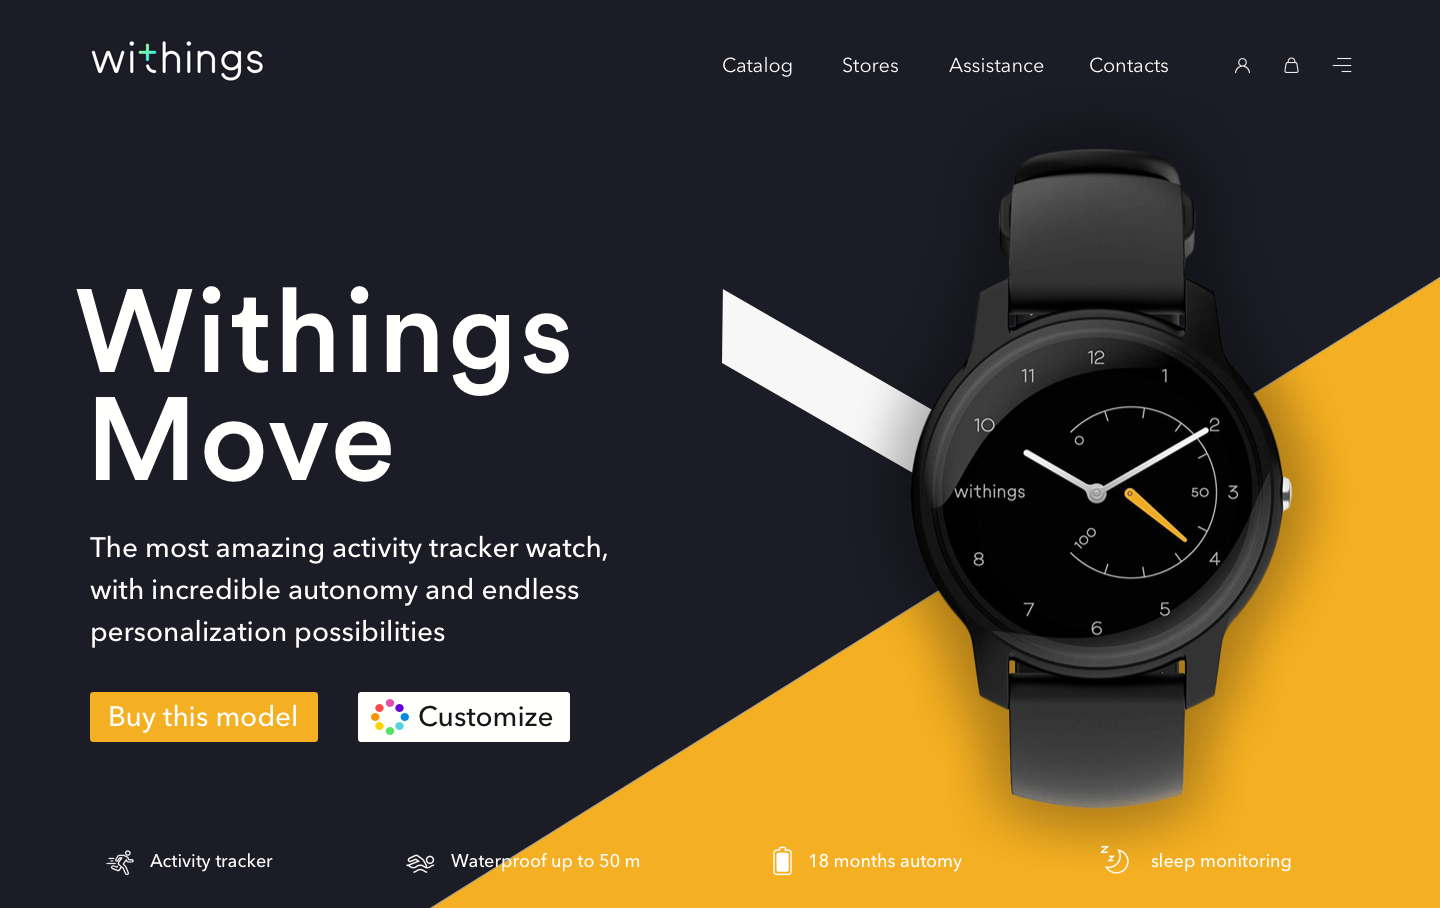 withings
Catalog Stores Assistance Contacts
Withings
Move
The most amazing activity tracker watch,
with incredible autonomy and endless
personalization possibilities
Buy this model
Customize
12
11 1
10 2
0
withings 50 3
100
8 4
7 5
6
Activity tracker
Waterproof up to 50 m
18 months automy
sleep monitoring
z z